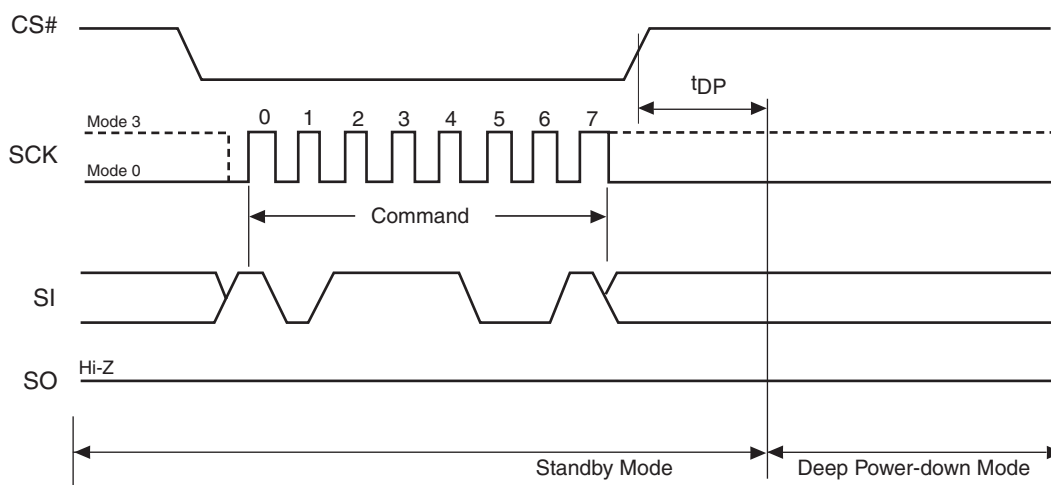 CS#
tDP
Mode 3
0 1 2 3 4 5 6 7
SCK
Mode 0
Command
SI
Hi-Z
SO
Standby Mode
Deep Power-down Mode